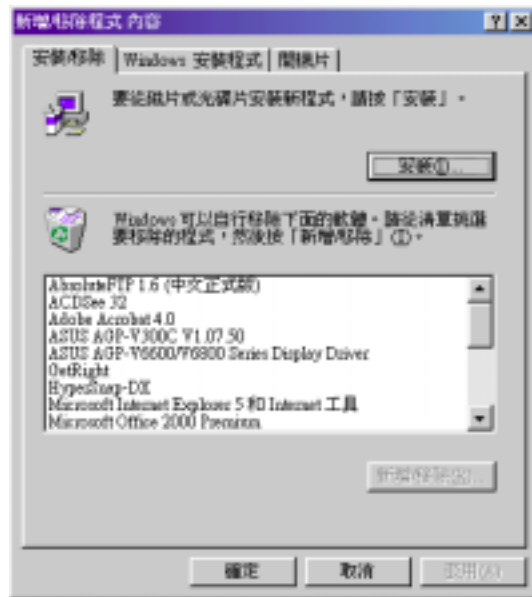 新增/移除程式 內容
安裝/移除
Windows 安裝程式
開機片
要從磁片或光碟片安裝新程式，請按「安裝」。
安裝(I)...
Windows 可以自行移除下面的軟體。請從清單挑選
要移除的程式，然後按「新增/移除」(I)。
AbsoluteFTP 1.6 (中文正式版)
ACDSee 32
Adobe Acrobat 4.0
ASUS AGP-V300C V1.07.50
ASUS AGP-V6600/V6800 Series Display Driver
GetRight
HyperSnap-DX
Microsoft Internet Explorer 5 和 Internet 工具
Microsoft Office 2000 Premium
新增/移除(R)...
確定
取消
套用(A)